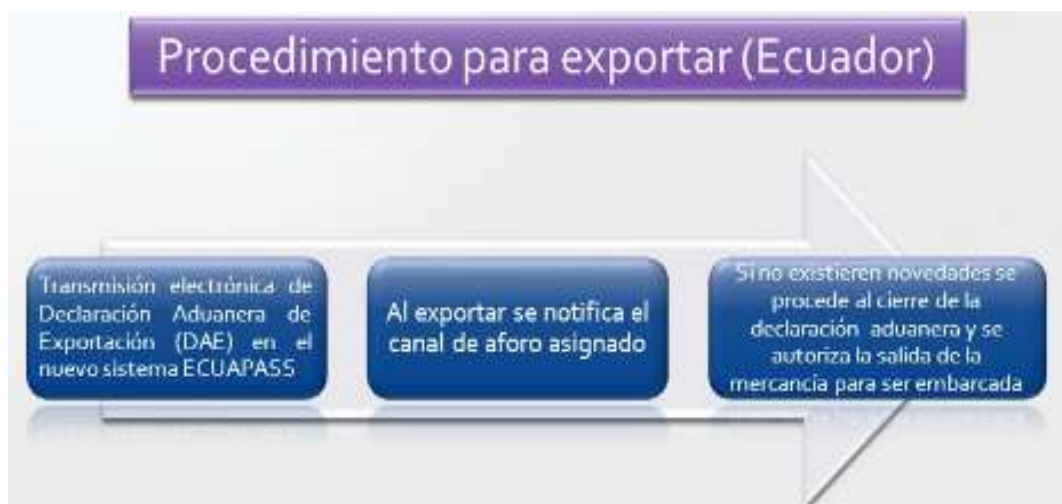 Procedimiento para exportar (Ecuador)
Transmisión electrónica de
Declaración Aduanera de
Exportación (DAE) en el
nuevo sistema ECUAPASS
Al exportar se notifica el
canal de aforo asignado
Si no existieren novedades se
procede al cierre de la
declaración aduanera y se
autoriza la salida de la
mercancía para ser embarcada